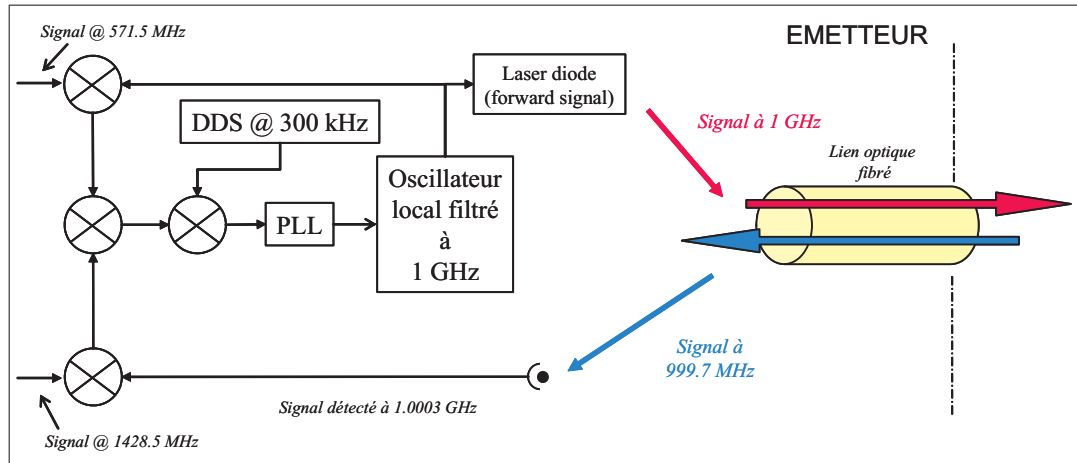 Signal @ 571.5 MHz
EMETTEUR
Laser diode
(forward signal)
DDS @ 300 kHz
Signal à 1 GHz
Lien optique
fibré
Oscillateur
local filtré
à
1 GHz
PLL
Signal à
999.7 MHz
Signal détecté à 1.0003 GHz
Signal @ 1428.5 MHz